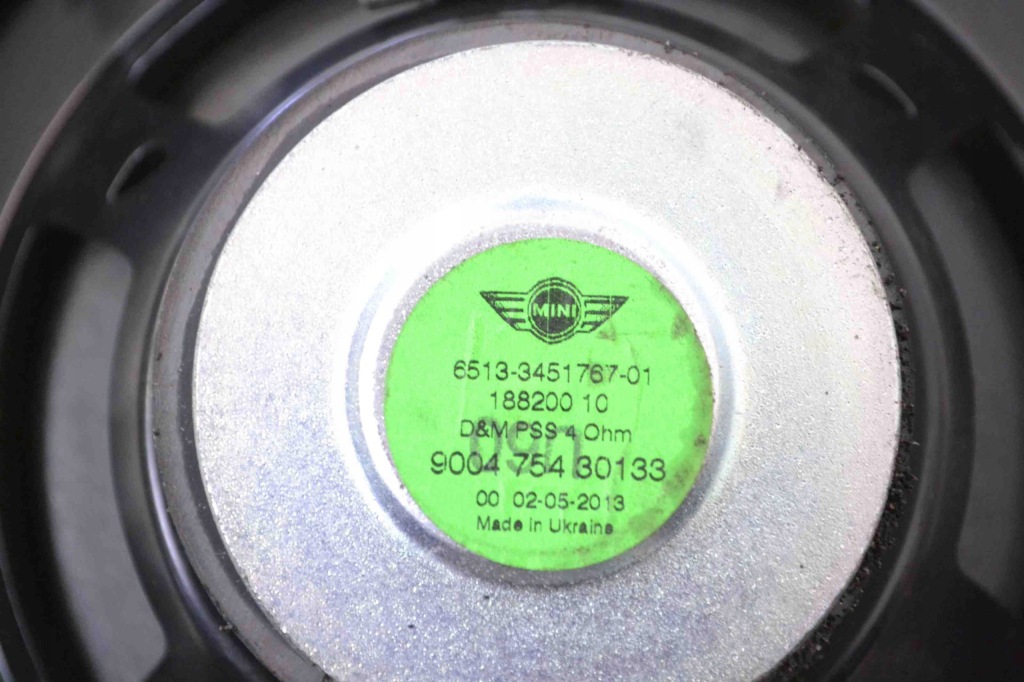 MINI
6513-3451767-01
188200 10
D&M PSS 4 Ohm
9004 754 30133
00 02-05-2013
Made in Ukraine